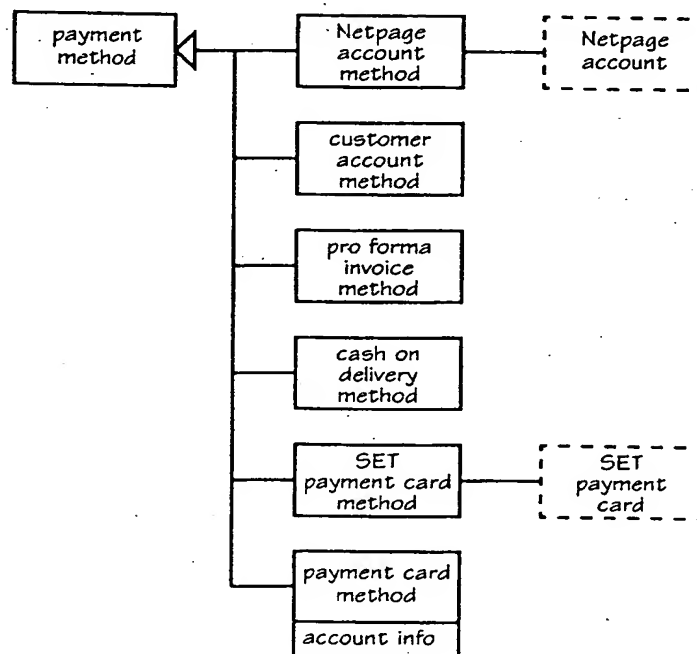 payment
method
Netpage
account
method
Netpage
account
customer
account
method
pro forma
invoice
method
cash on
delivery
method
SET
payment card
method
SET
payment
card
payment card
method
account info